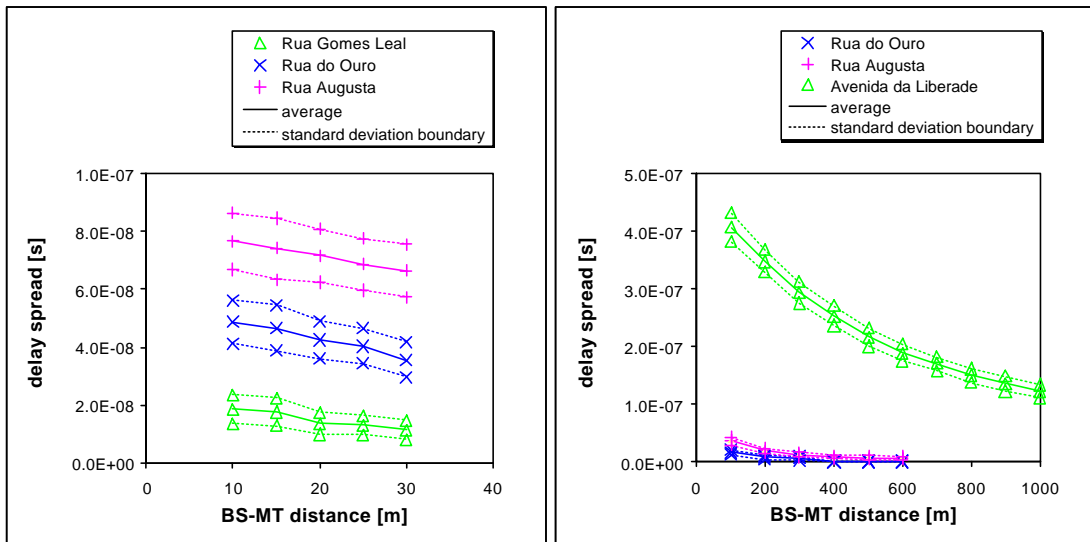 Rua Gomes Leal
Rua do Ouro
Rua Augusta
average
standard deviation boundary
1.0E-07
8.0E-08
6.0E-08
4.0E-08
2.0E-08
0.0E+00
0
10
20
30
40
delay spread [s]
BS-MT distance [m]
Rua do Ouro
Rua Augusta
Avenida da Liberade
average
standard deviation boundary
5.0E-07
4.0E-07
3.0E-07
2.0E-07
1.0E-07
0.0E+00
0
200
400
600
800
1000
delay spread [s]
BS-MT distance [m]